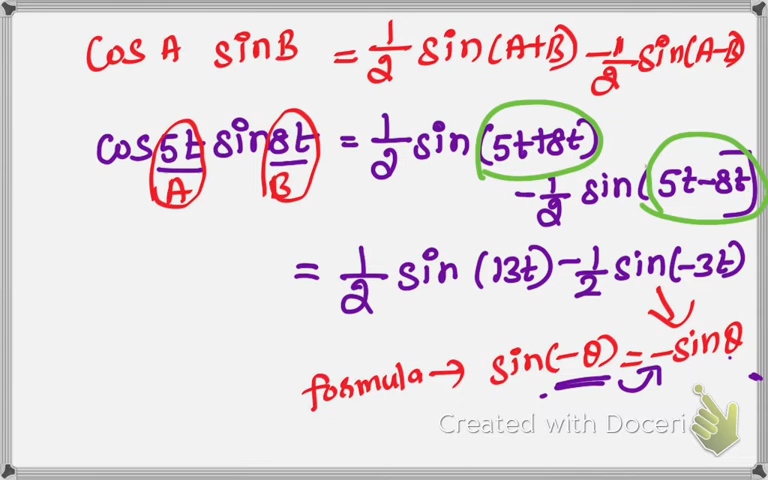 cos A sin B = 1/2 sin(A+B) - 1/2 sin(A-B)
cos 5t sin 8t = 1/2 sin (5t+8t)
A B
- 1/2 sin (5t-8t)
= 1/2 sin (13t) - 1/2 sin(-3t)
formula → sin(-θ) = -sinθ
Created with Doceri